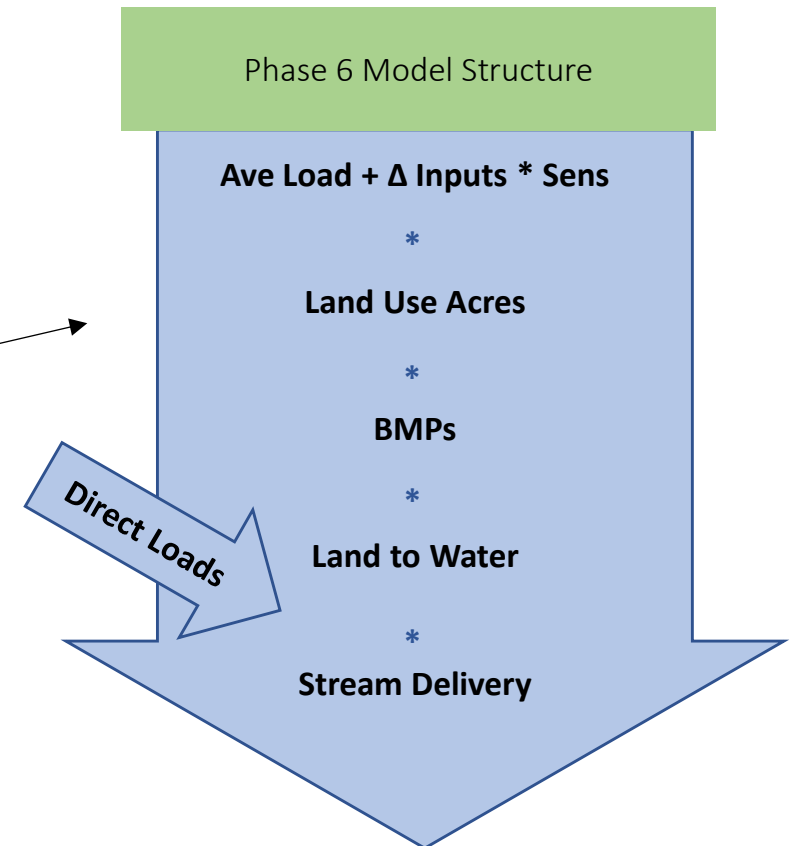 Phase 6 Model Structure
Ave Load + Δ Inputs * Sens
*
Land Use Acres
*
BMPs
*
Direct Loads
Land to Water
*
Stream Delivery